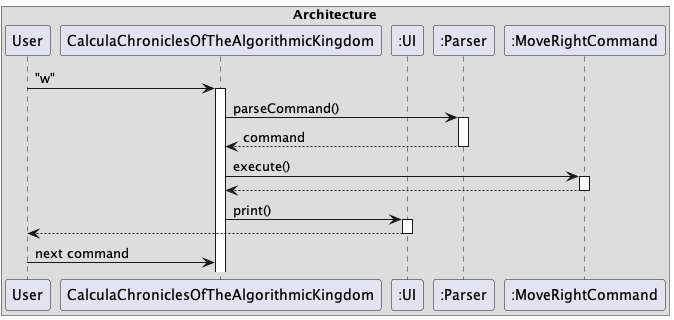 Architecture
User CalculaChroniclesOfTheAlgorithmicKingdom :UI :Parser :MoveRightCommand
"w"
parseCommand()
command
execute()
print()
next command
User CalculaChroniclesOfTheAlgorithmicKingdom :UI :Parser :MoveRightCommand